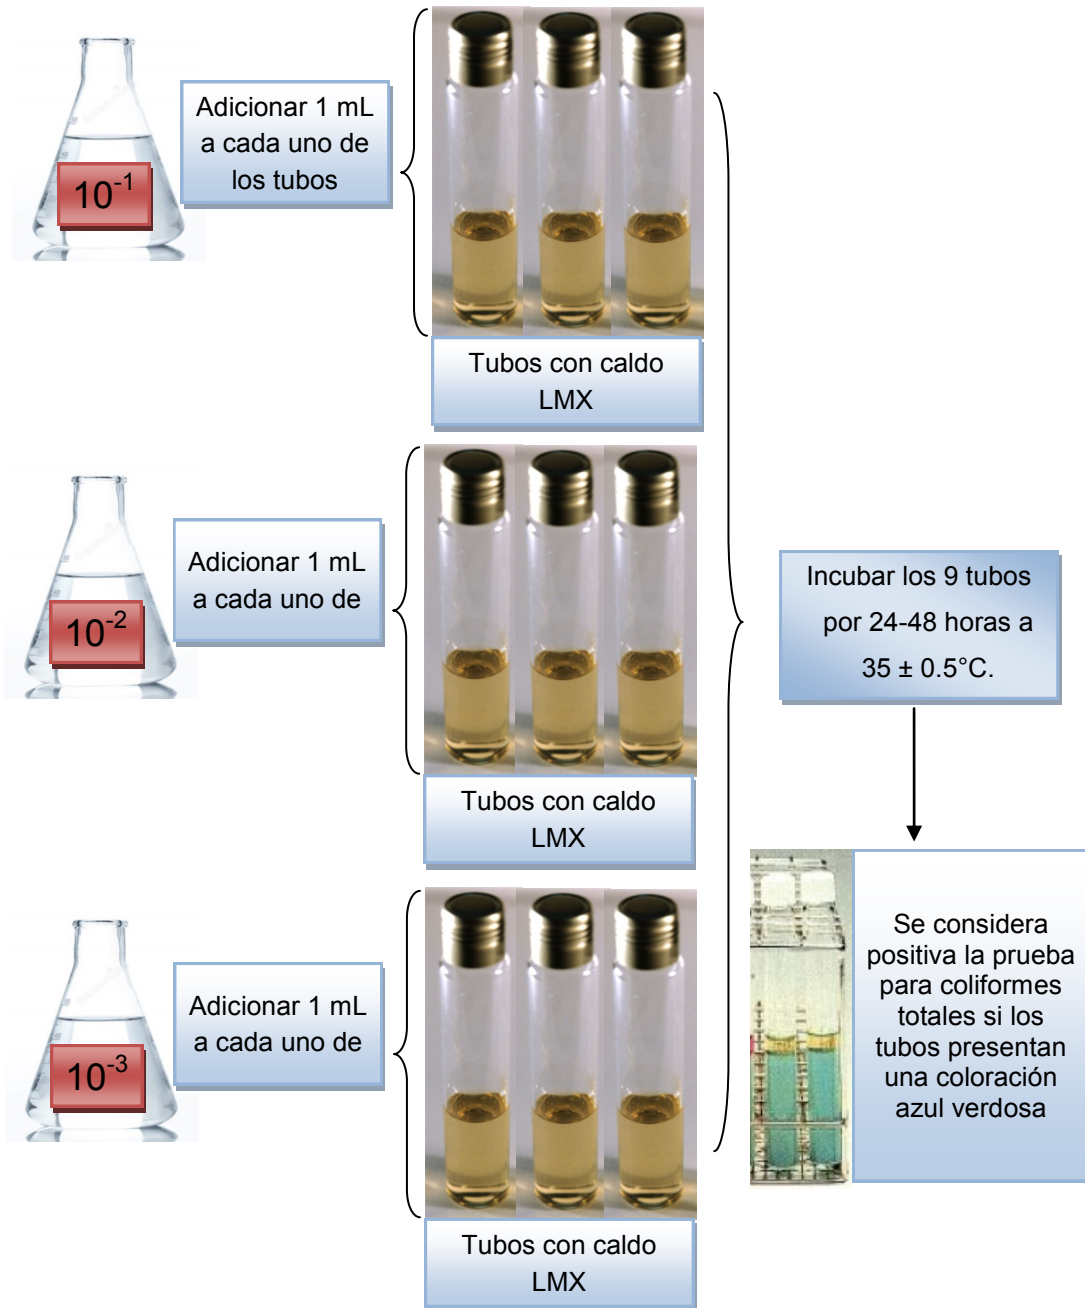 10-1
Adicionar 1 mL
a cada uno de
los tubos
Tubos con caldo
LMX
10-2
Adicionar 1 mL
a cada uno de
Tubos con caldo
LMX
10-3
Adicionar 1 mL
a cada uno de
Tubos con caldo
LMX
Incubar los 9 tubos
por 24-48 horas a
35 ± 0.5°C.
Se considera
positiva la prueba
para coliformes
totales si los
tubos presentan
una coloración
azul verdosa